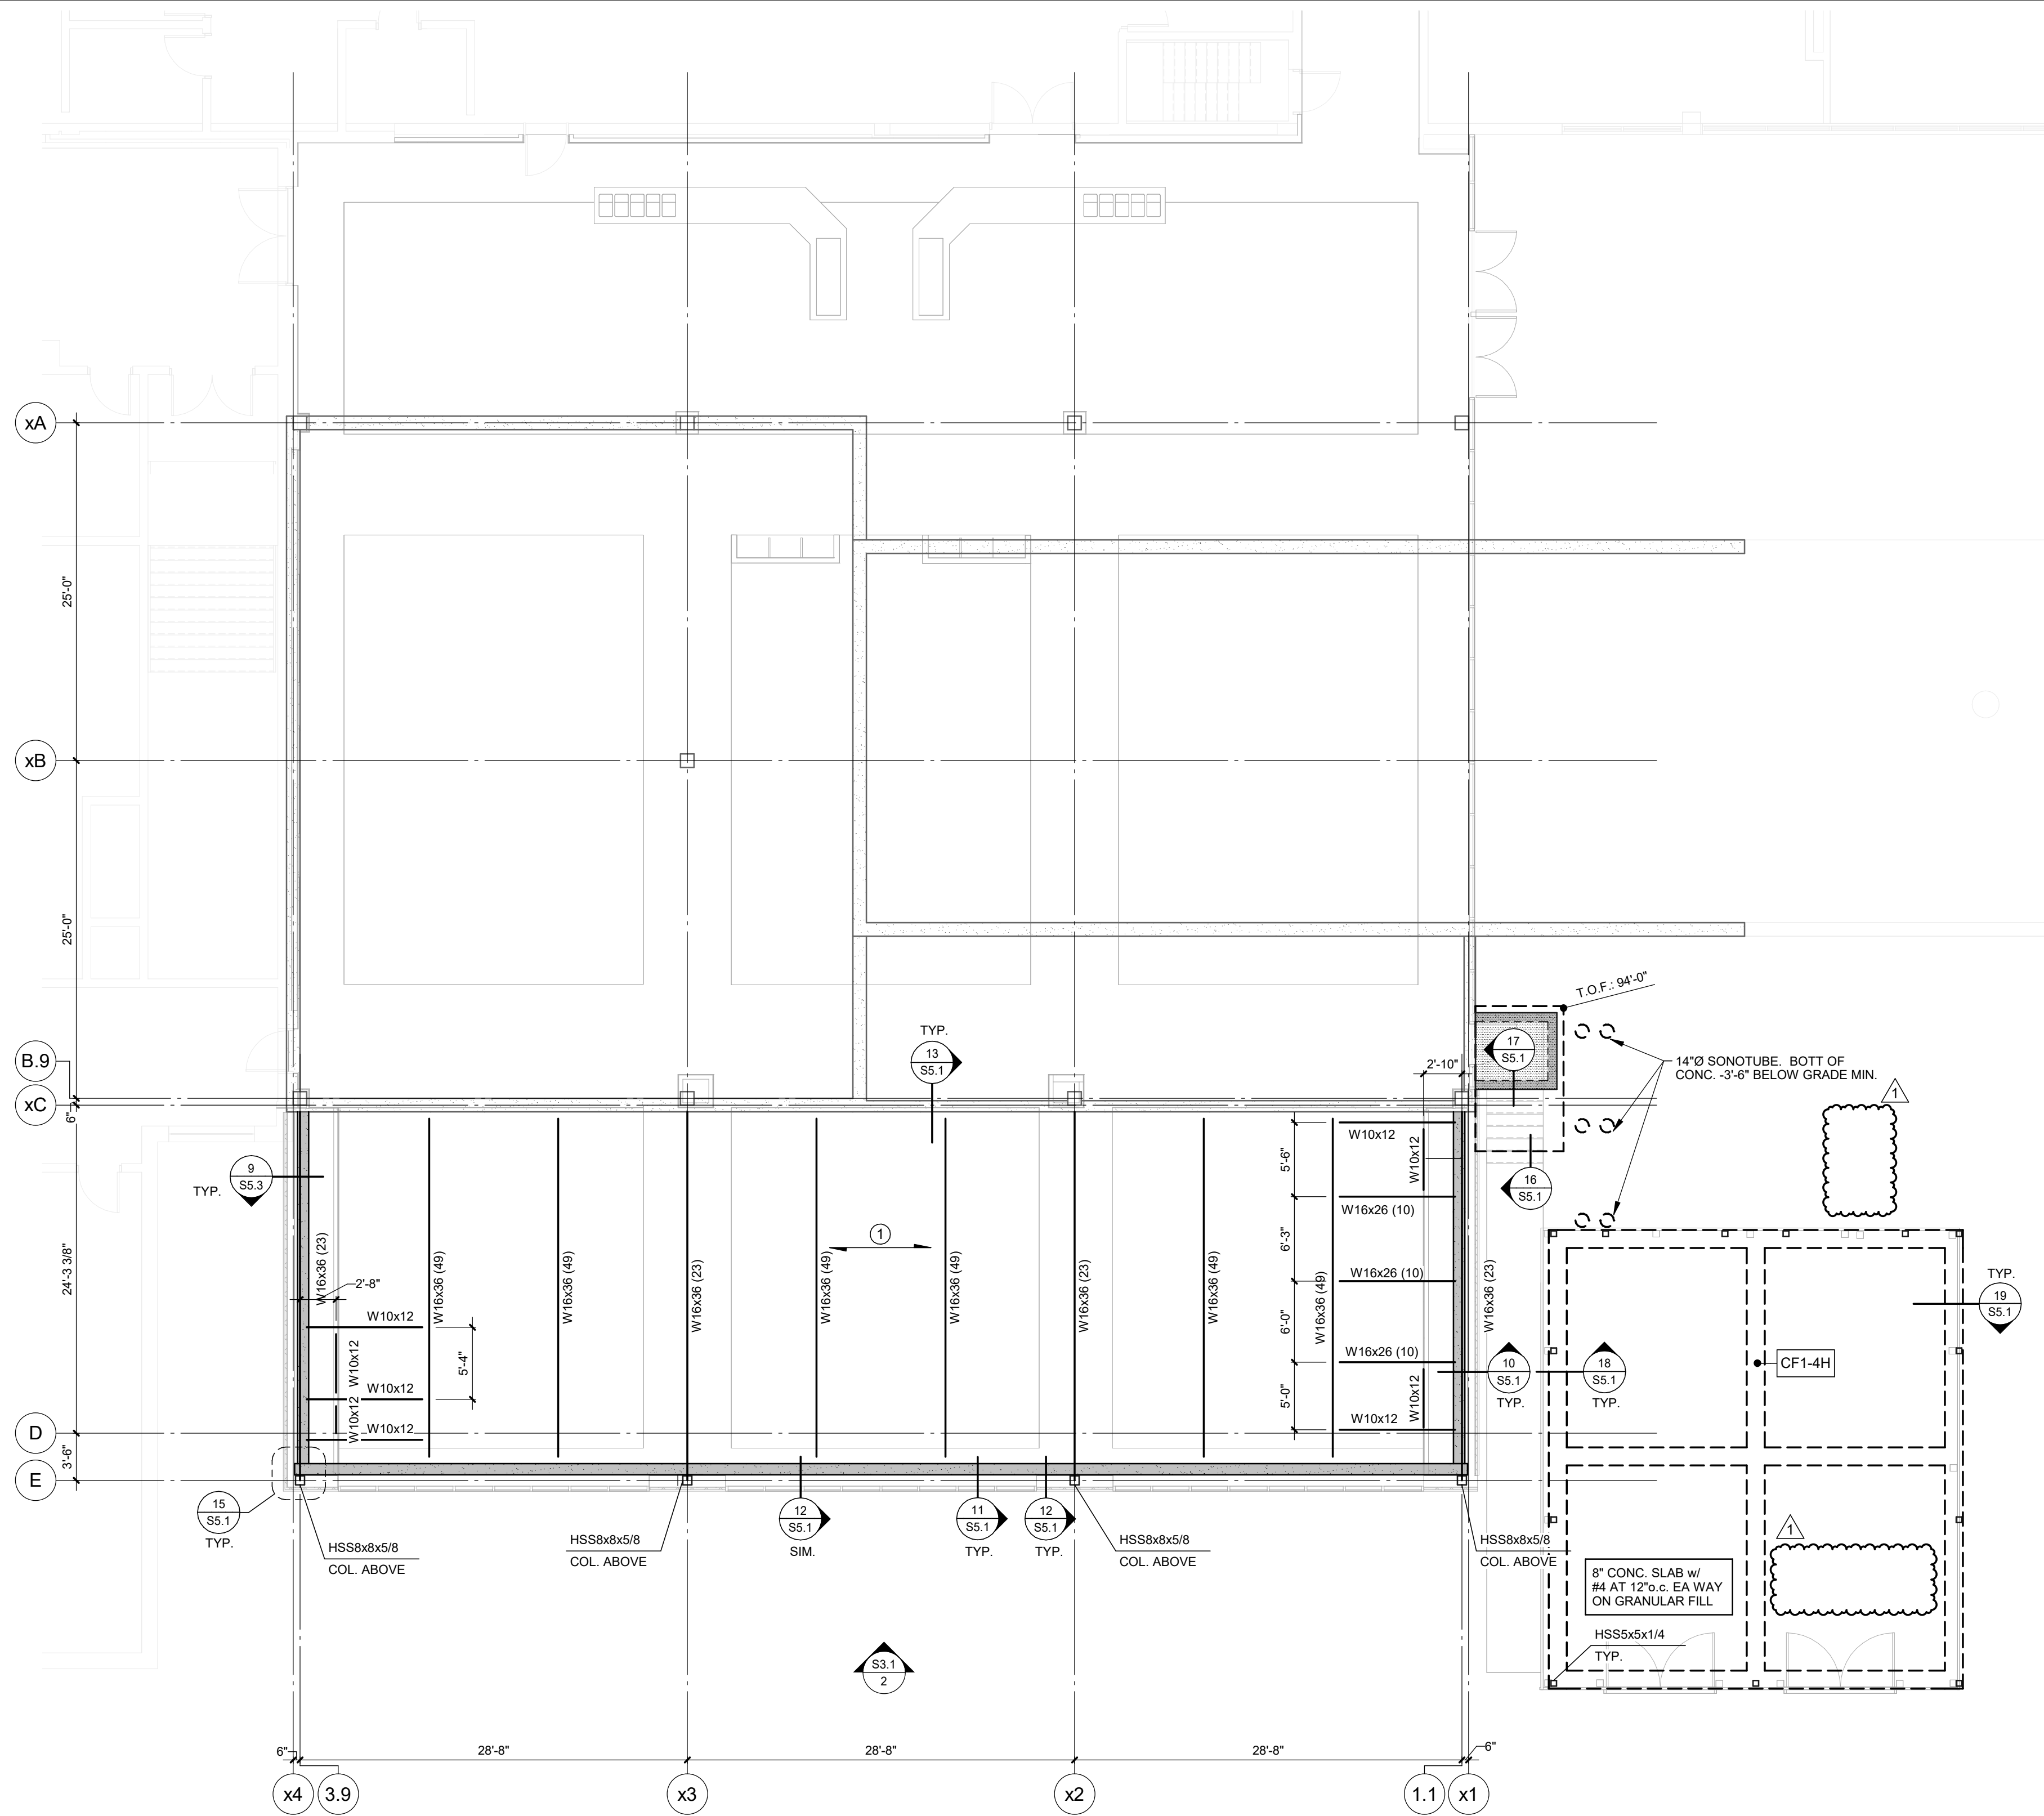 xA
25'-0"
xB
25'-0"
B.9
xC
6"
24'-3 3/8"
D
3'-6"
E
T.O.F.: 94'-0"
17
S5.1
14"Ø SONOTUBE. BOTT OF
CONC. -3'-6" BELOW GRADE MIN.
1
TYP.
13
S5.1
2'-10"
W10x12
W10x12
5'-6"
16
S5.1
9
S5.3
TYP.
W16x26 (10)
6'-3"
1
W16x36 (23)
2'-8"
W16x36 (49)
W16x36 (49)
W16x36 (23)
W16x36 (49)
W16x36 (49)
W16x36 (23)
W16x36 (49)
W16x36 (49)
W16x36 (23)
W16x26 (10)
6'-0"
W16x26 (10)
5'-0"
W10x12
W10x12
W10x12
W10x12
5'-4"
W10x12
W10x12
W10x12
10
S5.1
TYP.
18
S5.1
TYP.
CF1-4H
TYP.
19
S5.1
15
S5.1
TYP.
HSS8x8x5/8
COL. ABOVE
HSS8x8x5/8
COL. ABOVE
12
S5.1
SIM.
11
S5.1
TYP.
12
S5.1
TYP.
HSS8x8x5/8
COL. ABOVE
HSS8x8x5/8
COL. ABOVE
1
8" CONC. SLAB w/
#4 AT 12"o.c. EA WAY
ON GRANULAR FILL
HSS5x5x1/4
TYP.
S3.1
2
6"
28'-8"
28'-8"
28'-8"
6"
x4
3.9
x3
x2
1.1
x1